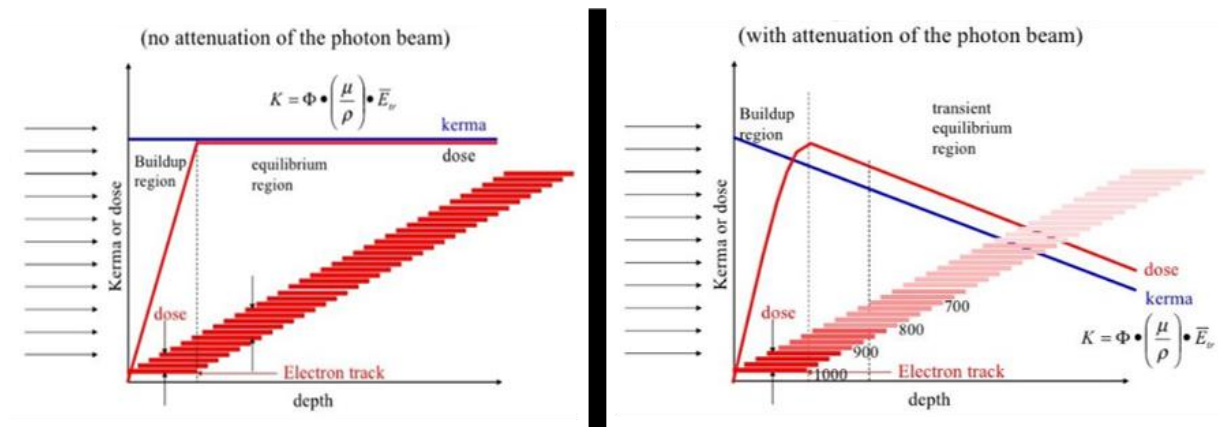 (no attenuation of the photon beam)
K = Φ • (μ/ρ) • E̅tr
kerma
dose
Buildup
region
equilibrium
region
Kerma or dose
dose
Electron track
depth
(with attenuation of the photon beam)
Buildup
region
transient
equilibrium
region
Kerma or dose
dose
700
800
900
1000
Electron track
depth
dose
kerma
K = Φ • (μ/ρ) • E̅tr